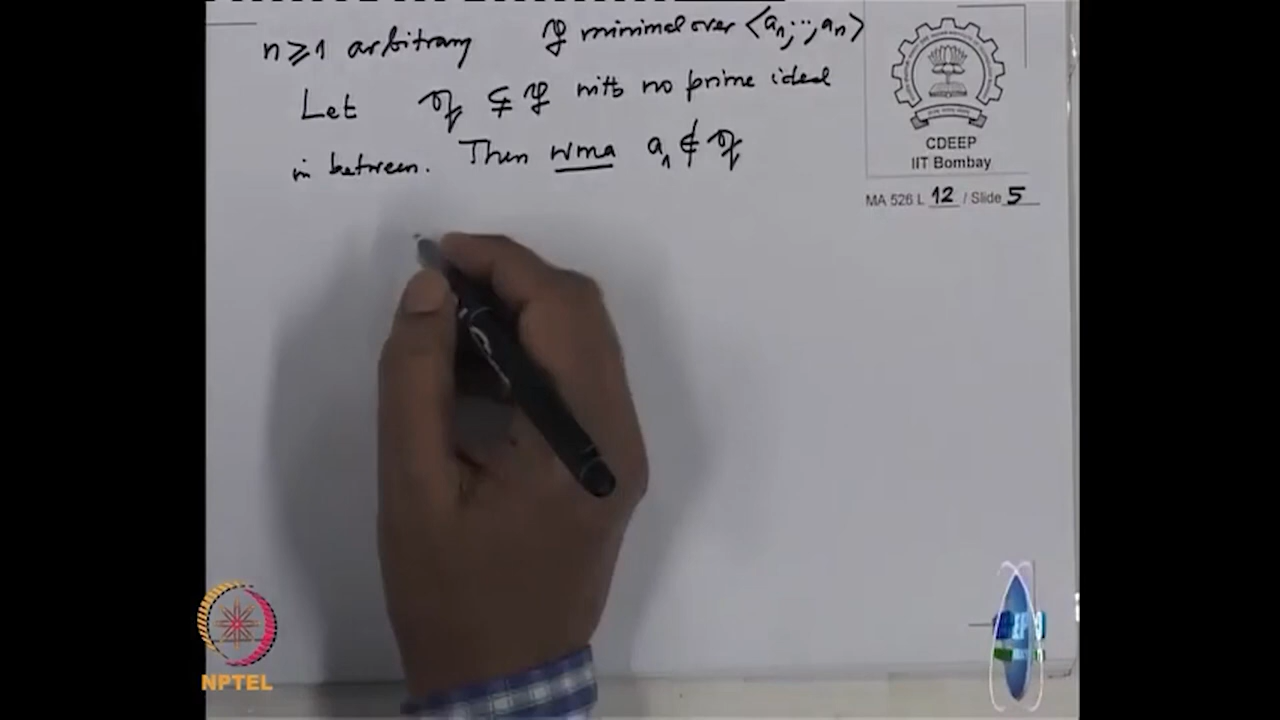 n ⩾ 1 arbitrary 𝔭 minimal over ⟨a₁,…,aₙ⟩
Let 𝔮 ⊊ 𝔭 with no prime ideal
in between. Then wma a₁ ∉ 𝔮
CDEEP
IIT Bombay
MA 526 L 12 / Slide 5
NPTEL